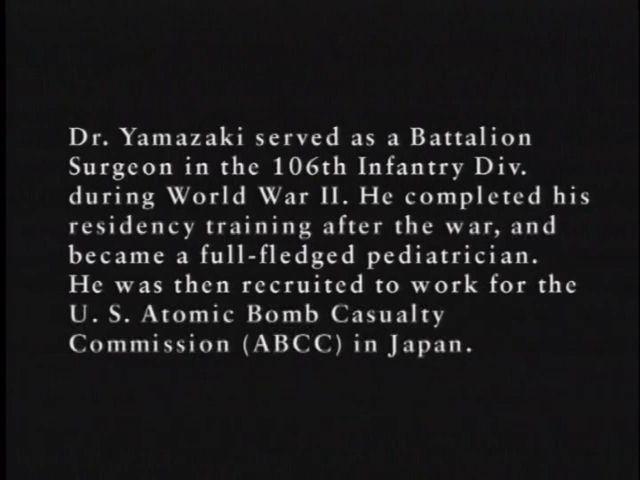 Dr. Yamazaki served as a Battalion
Surgeon in the 106th Infantry Div.
during World War II. He completed his
residency training after the war, and
became a full-fledged pediatrician.
He was then recruited to work for the
U. S. Atomic Bomb Casualty
Commission (ABCC) in Japan.